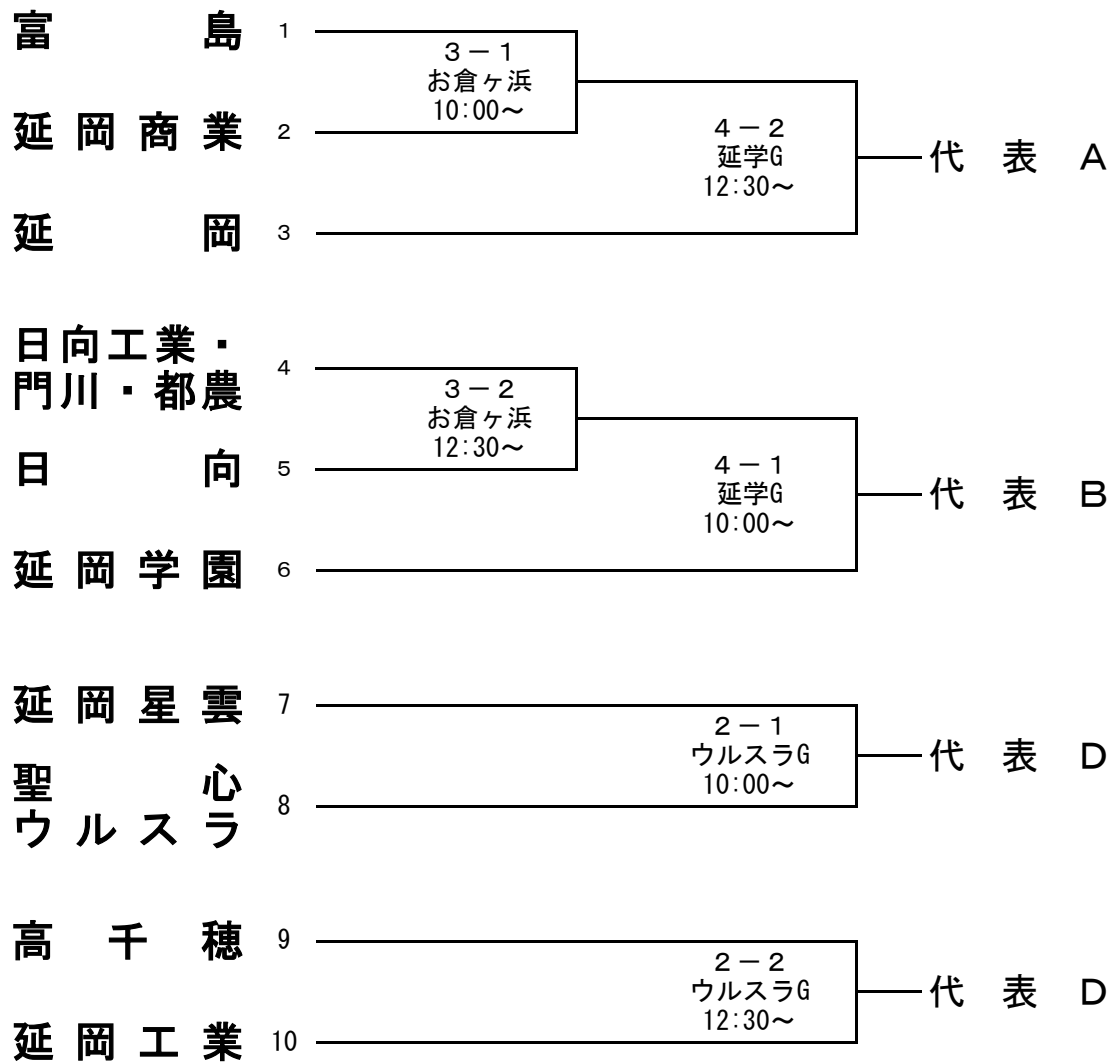 富島 1
3－1
お倉ヶ浜
10:00～
延岡商業 2
4－2
延学G
12:30～
代表 A
延岡 3
日向工業・
門川・都農 4
3－2
お倉ヶ浜
12:30～
日向 5
4－1
延学G
10:00～
代表 B
延岡学園 6
延岡星雲 7
2－1
ウルスラG
10:00～
代表 D
聖心
ウルスラ 8
高千穂 9
2－2
ウルスラG
12:30～
代表 D
延岡工業 10